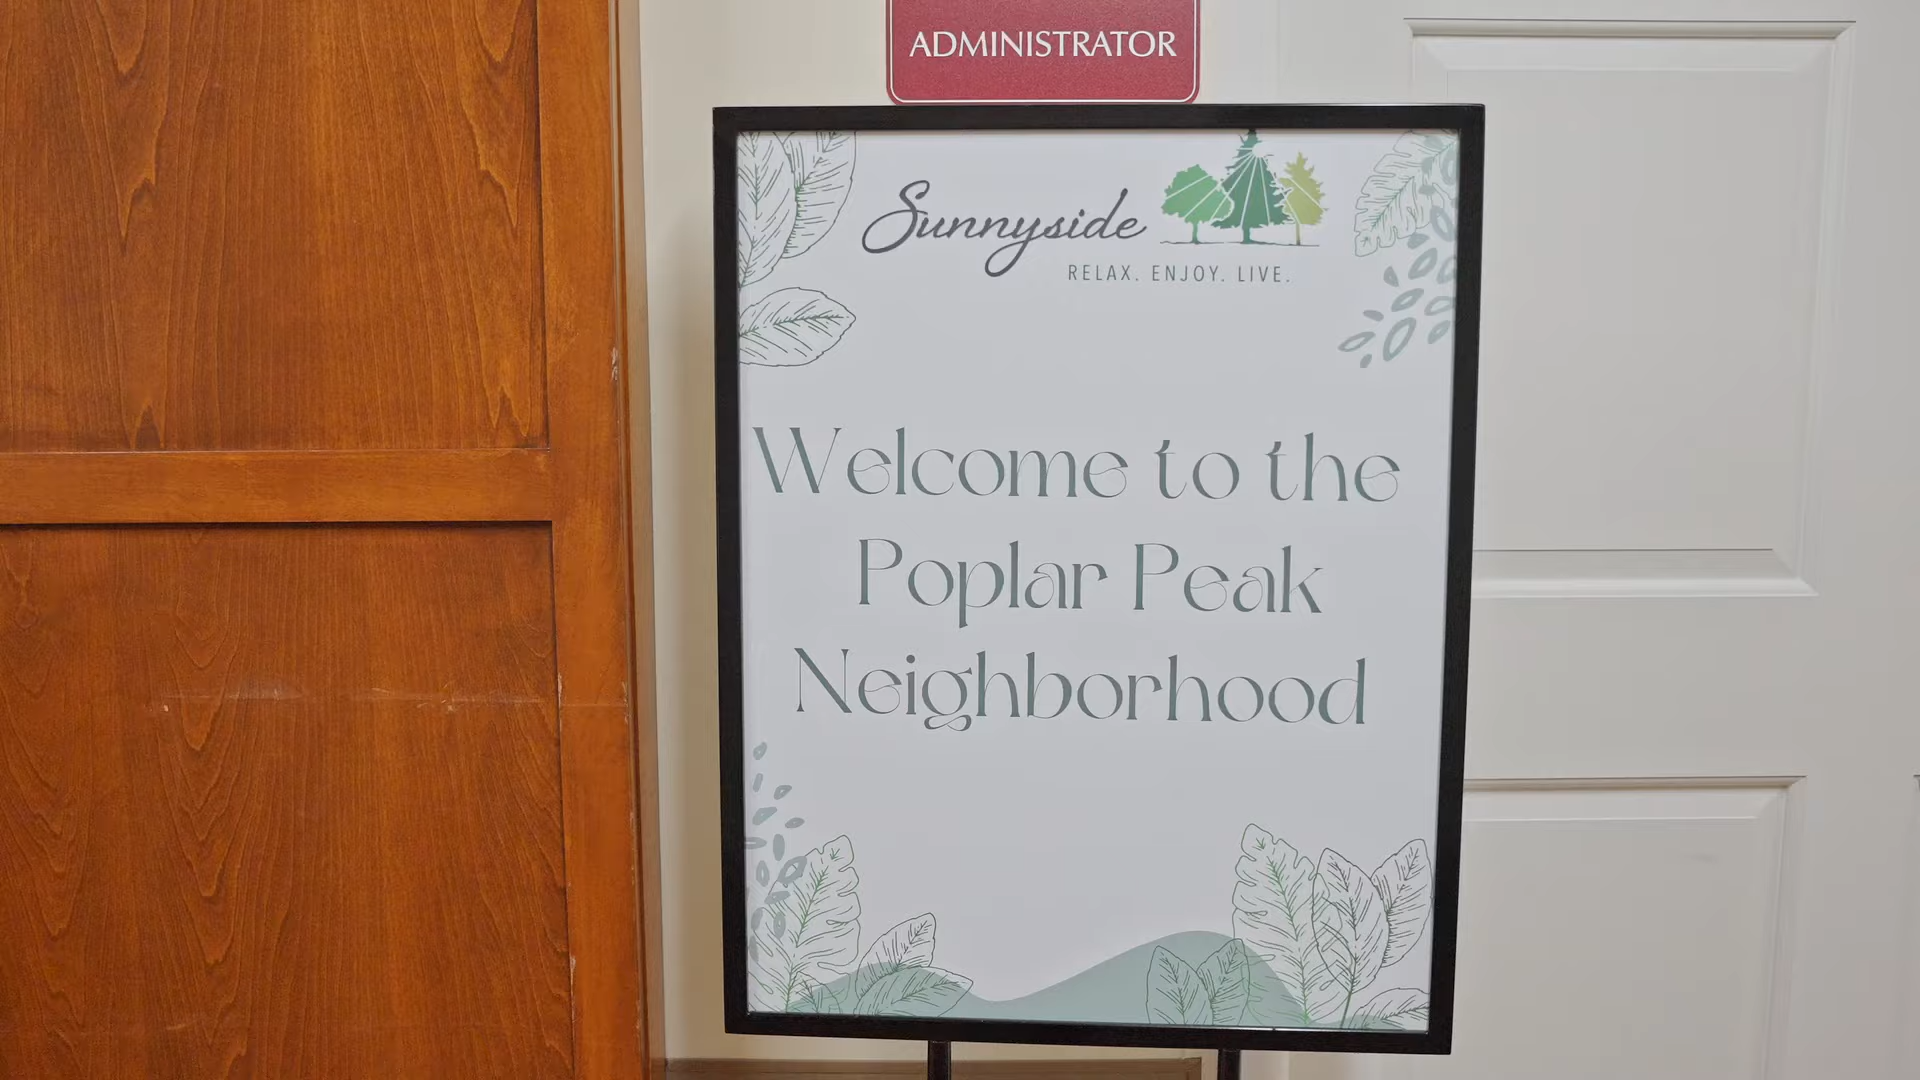 ADMINISTRATOR
Sunnyside
RELAX. ENJOY. LIVE.
Welcome to the
Poplar Peak
Neighborhood